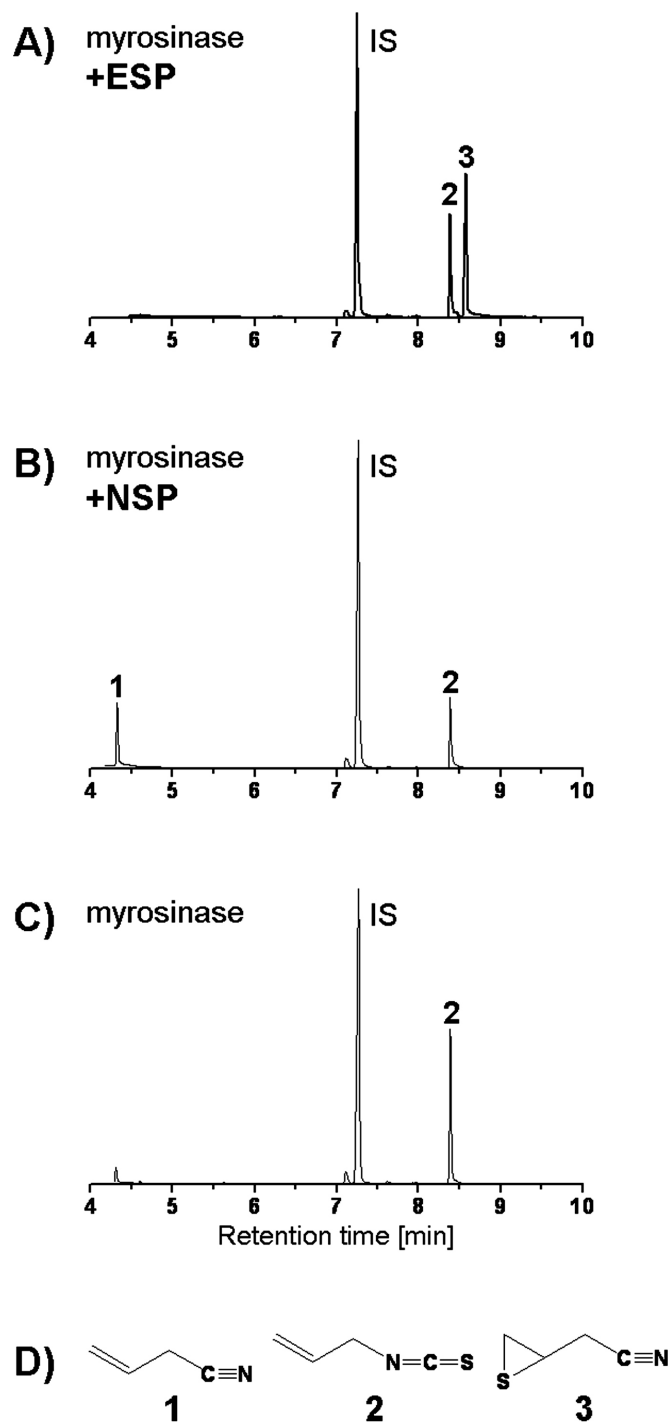 A) myrosinase
+ESP
IS
3
2
4 5 6 7 8 9 10
B) myrosinase
+NSP
IS
1
2
4 5 6 7 8 9 10
C) myrosinase
IS
2
4 5 6 7 8 9 10
Retention time [min]
D)
C≡N
N=C=S
S
C≡N
1 2 3